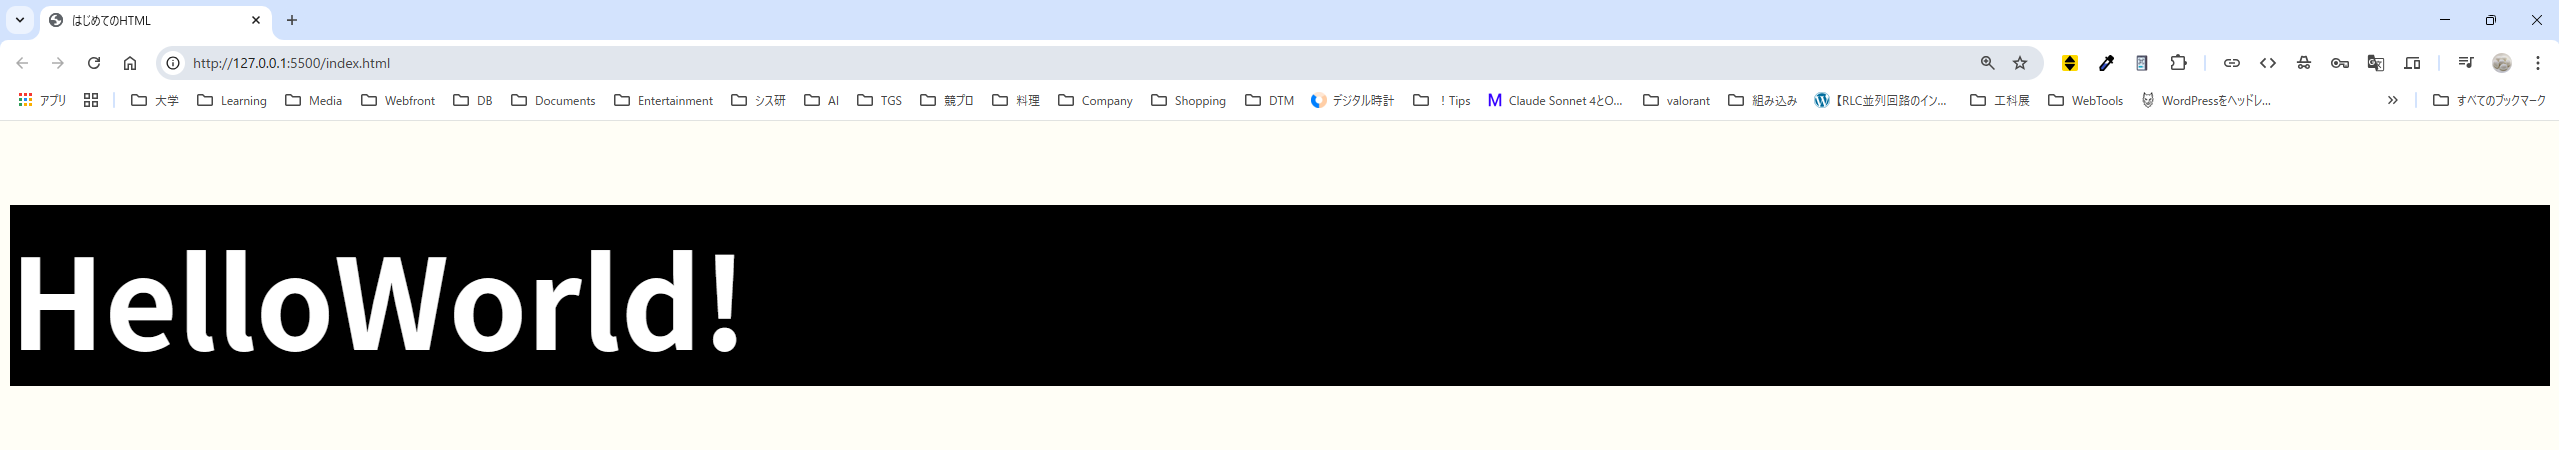 はじめてのHTML
http://127.0.0.1:5500/index.html
アプリ 大学 Learning Media Webfront DB Documents Entertainment シス研 AI TGS 競プロ 料理 Company Shopping DTM デジタル時計 ! Tips Claude Sonnet 4とO... valorant 組み込み 【RLC並列回路のイン... 工科展 WebTools WordPressをヘッドレ... すべてのブックマーク
HelloWorld!